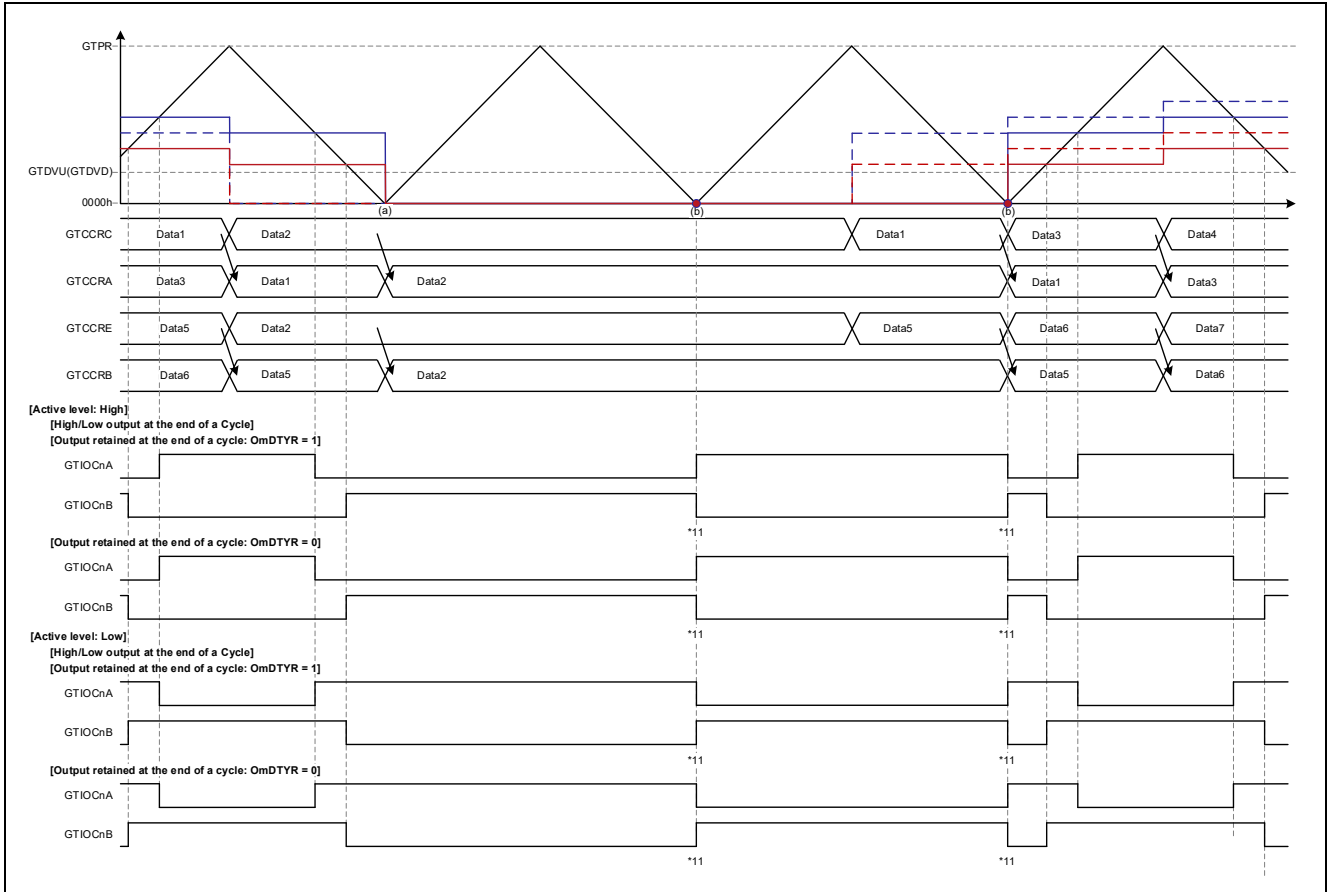 GTPR
GTDVU(GTDVD)
0000h
(a) (b) (b)
GTCCRC Data1 Data2 Data1 Data3 Data4
GTCCRA Data3 Data1 Data2 Data1 Data3
GTCCRE Data5 Data2 Data5 Data6 Data7
GTCCRB Data6 Data5 Data2 Data5 Data6
[Active level: High]
[High/Low output at the end of a Cycle]
[Output retained at the end of a cycle: OmDTYR = 1]
GTIOCnA
GTIOCnB
*11 *11
[Output retained at the end of a cycle: OmDTYR = 0]
GTIOCnA
GTIOCnB
*11 *11
[Active level: Low]
[High/Low output at the end of a Cycle]
[Output retained at the end of a cycle: OmDTYR = 1]
GTIOCnA
GTIOCnB
*11 *11
[Output retained at the end of a cycle: OmDTYR = 0]
GTIOCnA
GTIOCnB
*11 *11